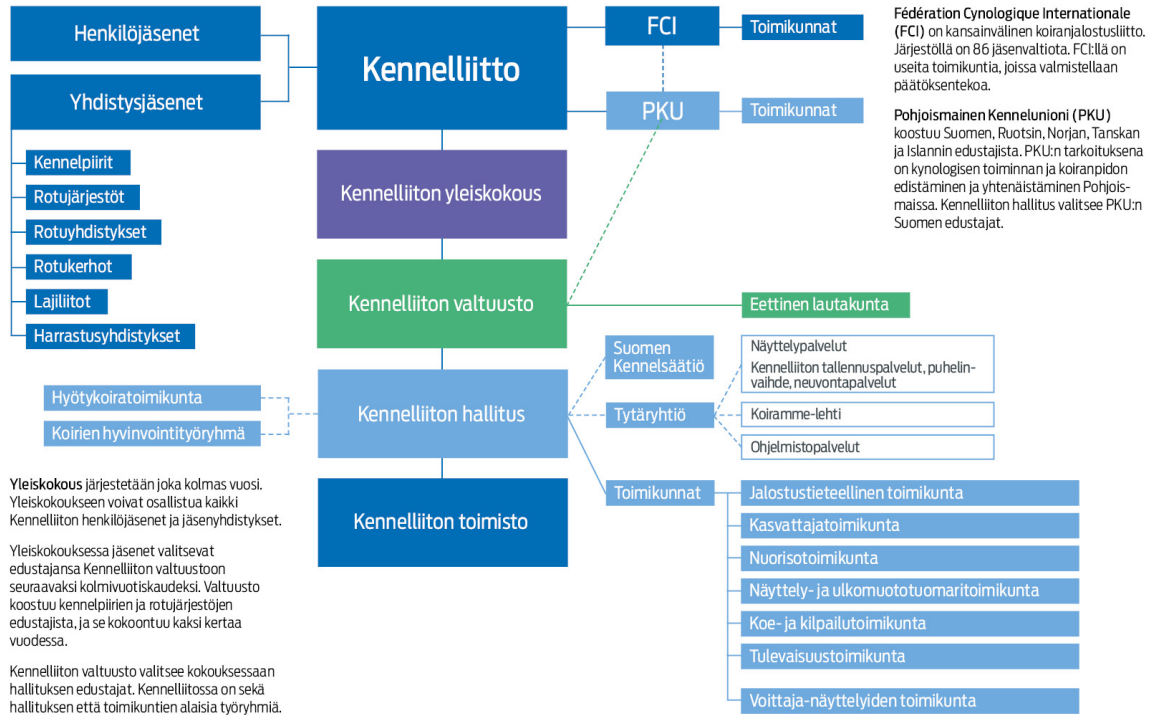 Henkilöjäsenet
Yhdistysjäsenet
Kennelpiirit
Rotujärjestöt
Rotuyhdistykset
Rotukerhot
Lajiliitot
Harrastusyhdistykset
Kennelliitto
FCI
Toimikunnat
PKU
Toimikunnat
Fédération Cynologique Internationale
(FCI) on kansainvälinen koiranjalostusliitto.
Järjestöllä on 86 jäsenvaltiota. FCI:llä on
useita toimikuntia, joissa valmistellaan
päätöksentekoa.
Pohjoismainen Kennelunioni (PKU)
koostuu Suomen, Ruotsin, Norjan, Tanskan
ja Islannin edustajista. PKU:n tarkoituksena
on kynologisen toiminnan ja koiranpidon
edistäminen ja yhtenäistäminen Pohjois-
maissa. Kennelliiton hallitus valitsee PKU:n
Suomen edustajat.
Kennelliiton yleiskokous
Kennelliiton valtuusto
Eettinen lautakunta
Hyötykoiratoimikunta
Koirien hyvinvointityöryhmä
Kennelliiton hallitus
Suomen
Kennelsäätiö
Tytäryhtiö
Näyttelypalvelut
Kennelliiton tallennuspalvelut, puhelin-
vaihde, neuvontapalvelut
Koiramme-lehti
Ohjelmistopalvelut
Kennelliiton toimisto
Toimikunnat
Jalostustieteellinen toimikunta
Kasvattajatoimikunta
Nuorisotoimikunta
Näyttely- ja ulkomuototuomaritoimikunta
Koe- ja kilpailutoimikunta
Tulevaisuustoimikunta
Voittaja-näyttelyiden toimikunta
Yleiskokous järjestetään joka kolmas vuosi.
Yleiskokoukseen voivat osallistua kaikki
Kennelliiton henkilöjäsenet ja jäsenyhdistykset.
Yleiskokouksessa jäsenet valitsevat
edustajansa Kennelliiton valtuustoon
seuraavaksi kolmivuotiskaudeksi. Valtuusto
koostuu kennelpiirien ja rotujärjestöjen
edustajista, ja se kokoontuu kaksi kertaa
vuodessa.
Kennelliiton valtuusto valitsee kokouksessaan
hallituksen edustajat. Kennelliitossa on sekä
hallituksen että toimikuntien alaisia työryhmiä.